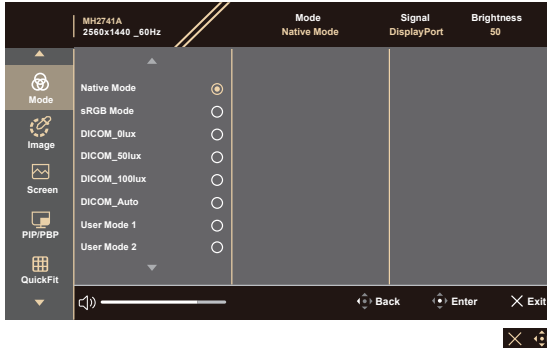 MH2741A
2560x1440 _60Hz
Mode
Native Mode
Signal
DisplayPort
Brightness
50
Mode
Image
Screen
PIP/PBP
QuickFit
Native Mode
sRGB Mode
DICOM_0lux
DICOM_50lux
DICOM_100lux
DICOM_Auto
User Mode 1
User Mode 2
Back
Enter
Exit